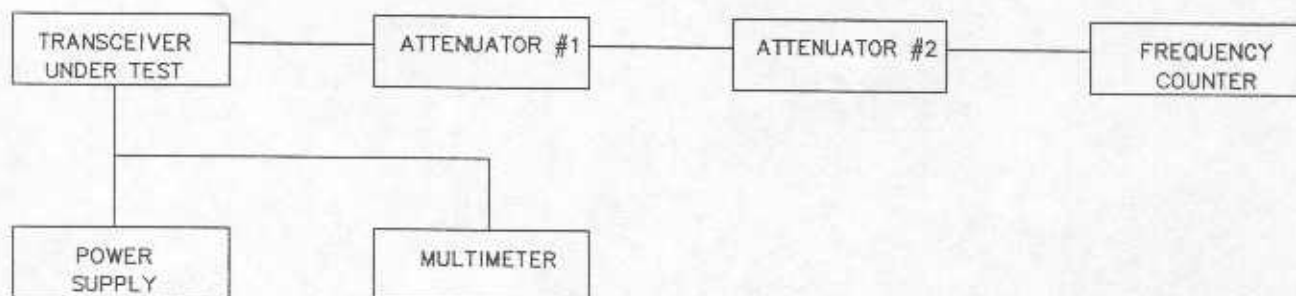 TRANSCEIVER
UNDER TEST
ATTENUATOR #1
ATTENUATOR #2
FREQUENCY
COUNTER
POWER
SUPPLY
MULTIMETER